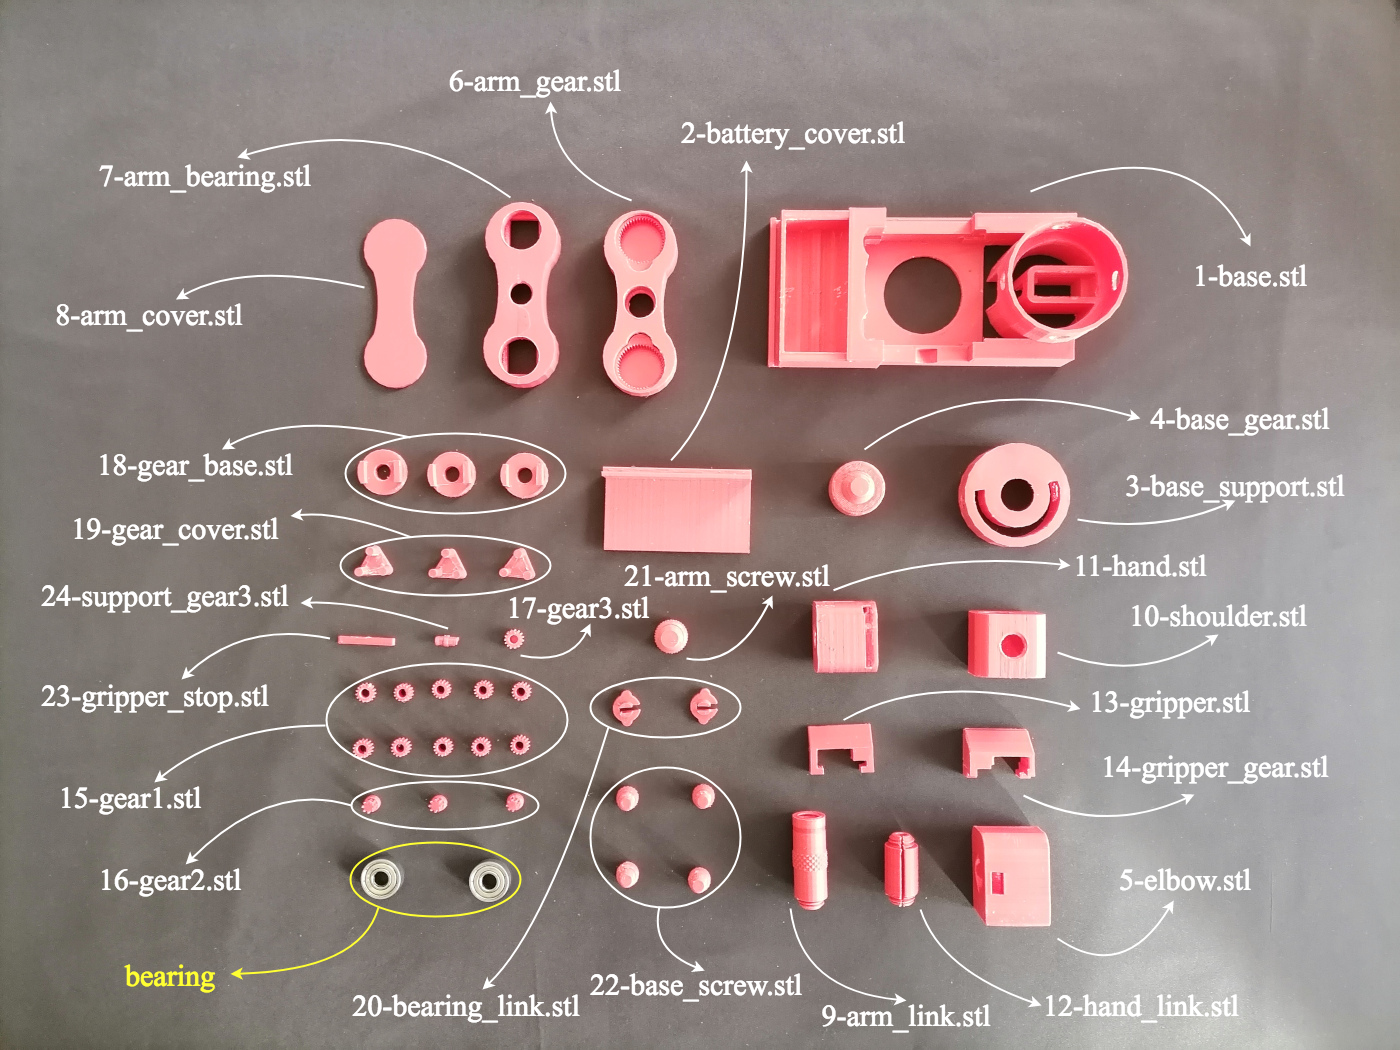 6-arm_gear.stl
2-battery_cover.stl
7-arm_bearing.stl
1-base.stl
8-arm_cover.stl
4-base_gear.stl
18-gear_base.stl
3-base_support.stl
19-gear_cover.stl
11-hand.stl
21-arm_screw.stl
24-support_gear3.stl
17-gear3.stl
10-shoulder.stl
23-gripper_stop.stl
13-gripper.stl
14-gripper_gear.stl
15-gear1.stl
16-gear2.stl
5-elbow.stl
bearing
22-base_screw.stl
20-bearing_link.stl
12-hand_link.stl
9-arm_link.stl